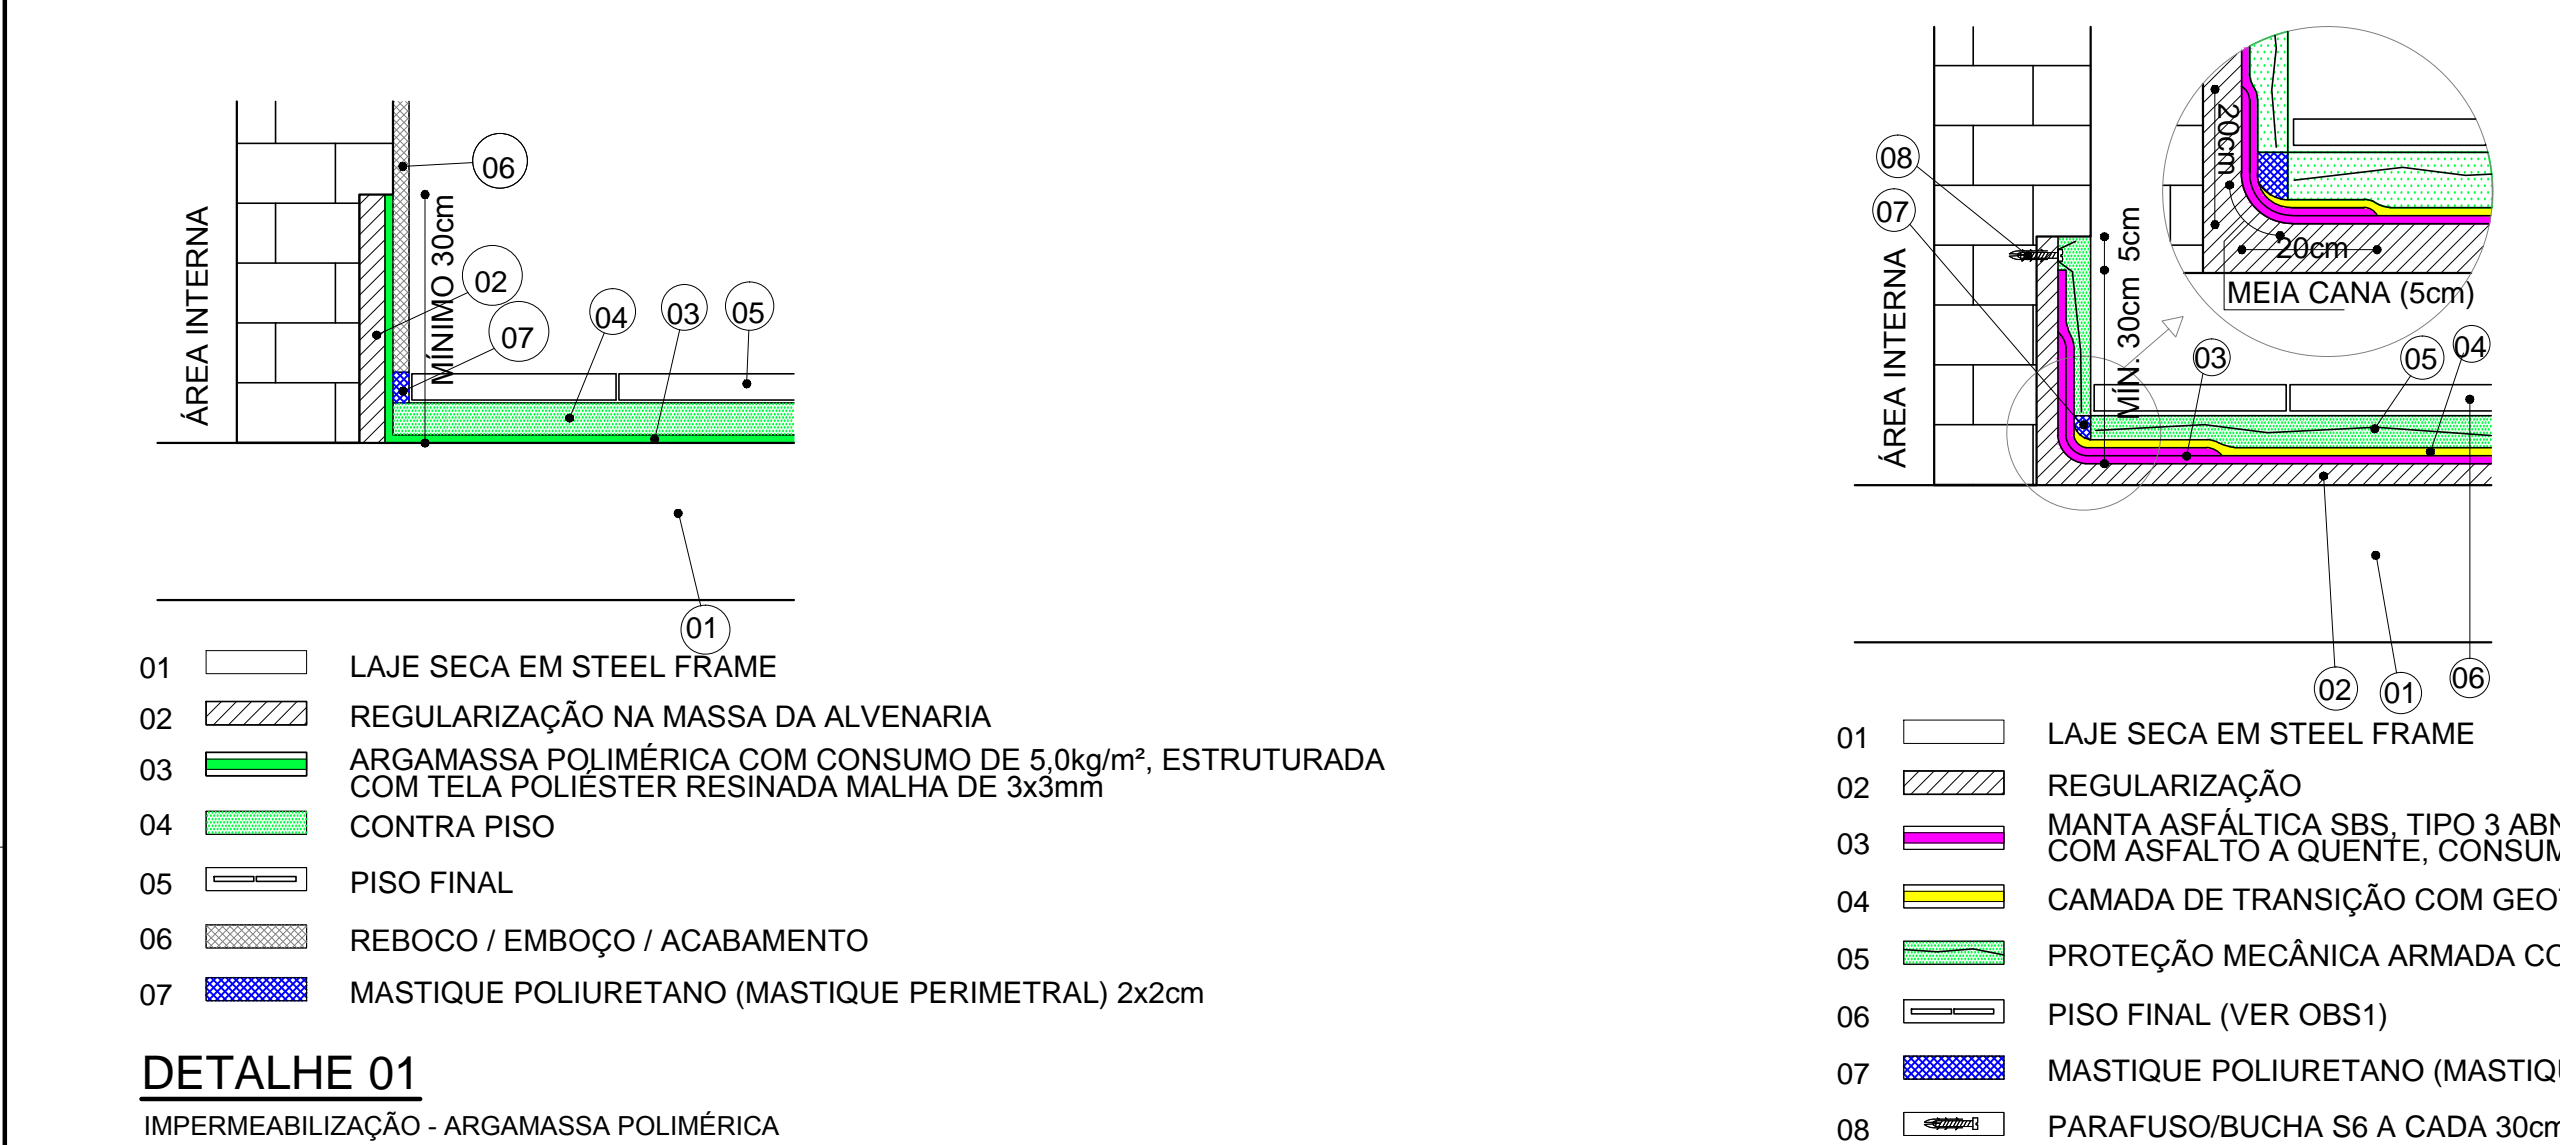 ÁREA INTERNA
06
MÍNIMO 30cm
02
07
04
03
05
01
01 LAJE SECA EM STEEL FRAME
02 REGULARIZAÇÃO NA MASSA DA ALVENARIA
03 ARGAMASSA POLIMÉRICA COM CONSUMO DE 5,0kg/m², ESTRUTURADA
COM TELA POLIÉSTER RESINADA MALHA DE 3x3mm
04 CONTRA PISO
05 PISO FINAL
06 REBOCO / EMBOÇO / ACABAMENTO
07 MASTIQUE POLIURETANO (MASTIQUE PERIMETRAL) 2x2cm
DETALHE 01
IMPERMEABILIZAÇÃO - ARGAMASSA POLIMÉRICA
ÁREA INTERNA
08
07
20cm
20cm
MEIA CANA (5cm)
MÍN. 30cm 5cm
03
05
04
02
01
06
01 LAJE SECA EM STEEL FRAME
02 REGULARIZAÇÃO
03 MANTA ASFÁLTICA SBS, TIPO 3
COM ASFALTO A QUENTE,
04 CAMADA DE TRANSIÇÃO COM
05 PROTEÇÃO MECÂNICA ARMADA
06 PISO FINAL (VER OBS1)
07 MASTIQUE POLIURETANO
08 PARAFUSO/BUCHA S6 A CADA 30cm